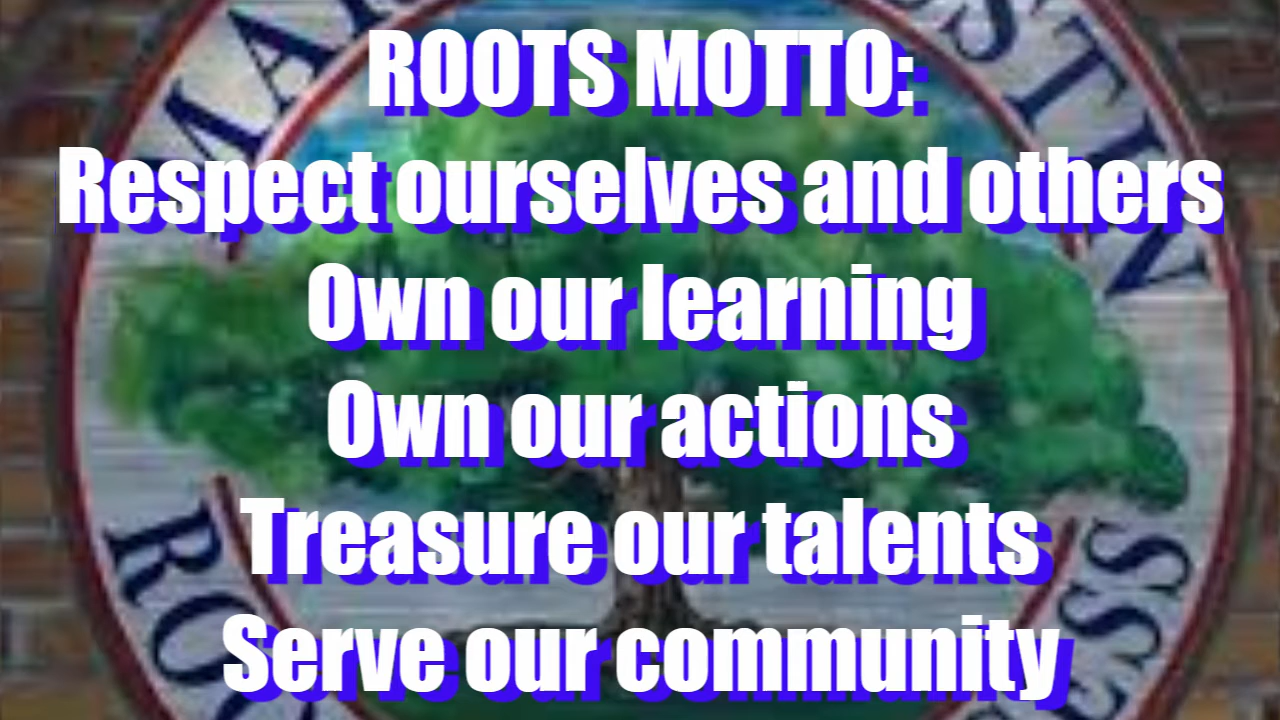 ROOTS MOTTO:
Respect ourselves and others
Own our learning
Own our actions
Treasure our talents
Serve our community